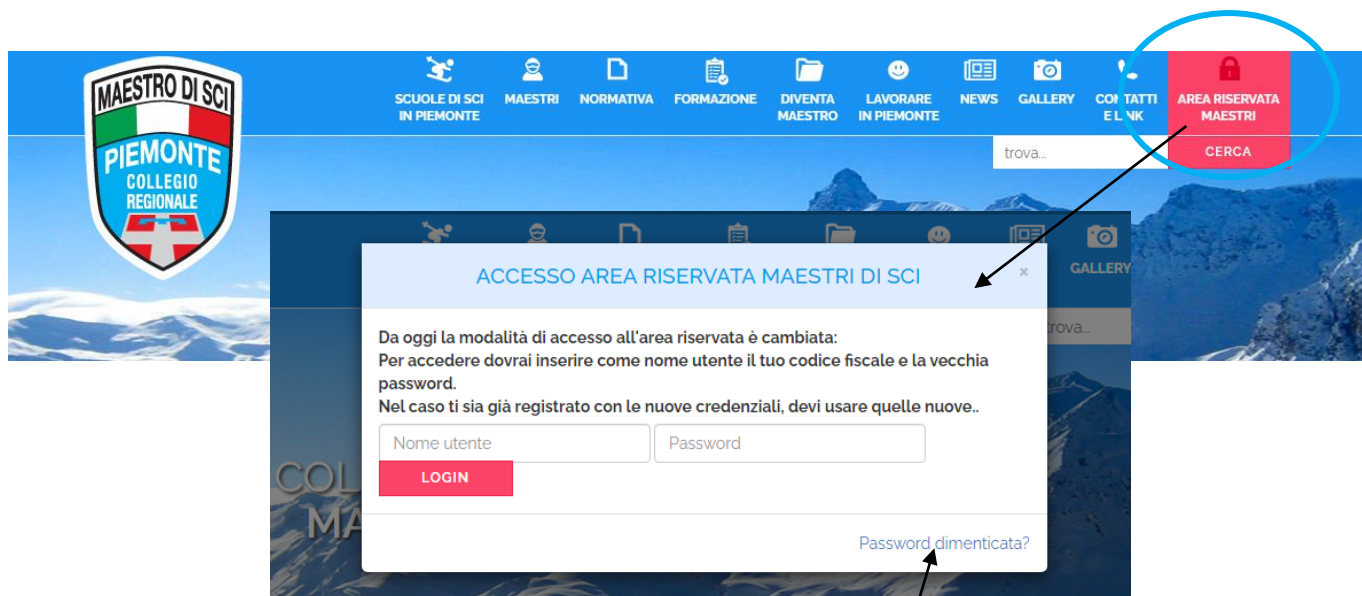 MAESTRO DI SCI
PIEMONTE
COLLEGIO
REGIONALE
SCUOLE DI SCI
IN PIEMONTE
MAESTRI
NORMATIVA
FORMAZIONE
DIVENTA
MAESTRO
LAVORARE
IN PIEMONTE
NEWS
GALLERY
CONTATTI
E LINK
AREA RISERVATA
MAESTRI
trova...
CERCA
GALLERY
trova...
ACCESSO AREA RISERVATA MAESTRI DI SCI
×
Da oggi la modalità di accesso all'area riservata è cambiata:
Per accedere dovrai inserire come nome utente il tuo codice fiscale e la vecchia
password.
Nel caso ti sia già registrato con le nuove credenziali, devi usare quelle nuove..
Nome utente
Password
LOGIN
COL
MA
Password dimenticata?